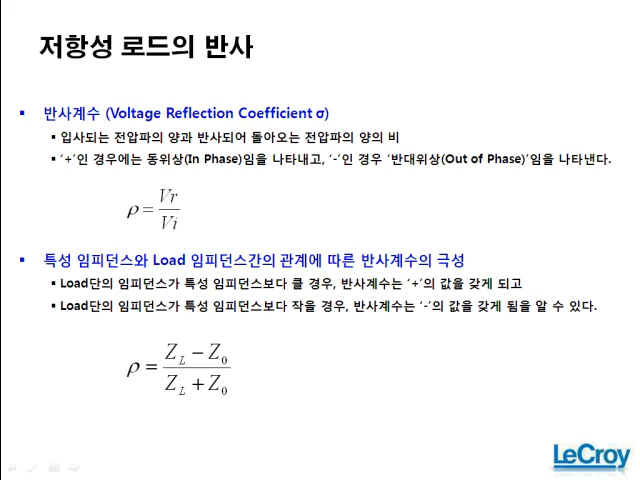 저항성 로드의 반사
▪ 반사계수 (Voltage Reflection Coefficient σ)
▪ 입사되는 전압파의 양과 반사되어 돌아오는 전압파의 양의 비
▪ '+'인 경우에는 동위상(In Phase)임을 나타내고, '-'인 경우 '반대위상(Out of Phase)'임을 나타낸다.
ρ = Vr / Vi
▪ 특성 임피던스와 Load 임피던스간의 관계에 따른 반사계수의 극성
▪ Load단의 임피던스가 특성 임피던스보다 클 경우, 반사계수는 '+'의 값을 갖게 되고
▪ Load단의 임피던스가 특성 임피던스보다 작을 경우, 반사계수는 '-'의 값을 갖게 됨을 알 수 있다.
ρ = (Z_L − Z_0) / (Z_L + Z_0)
LeCroy